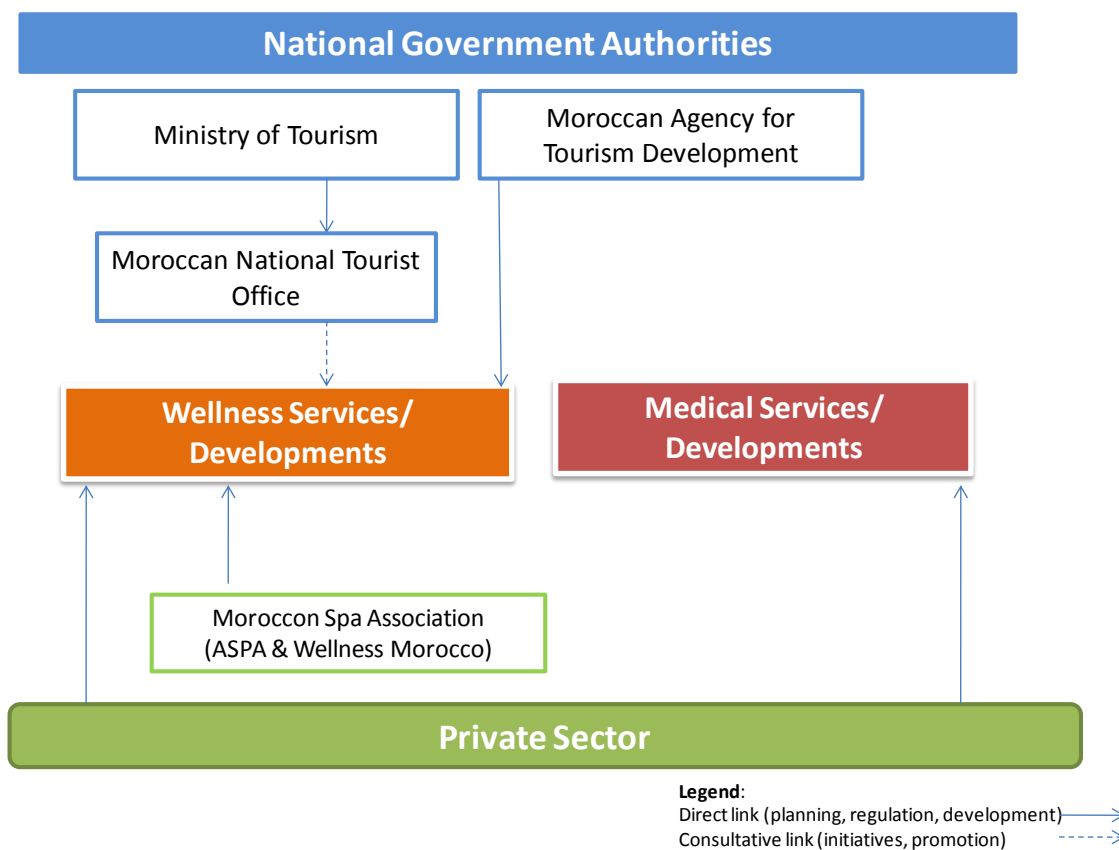 National Government Authorities
Ministry of Tourism
Moroccan Agency for
Tourism Development
Moroccan National Tourist
Office
Wellness Services/
Developments
Medical Services/
Developments
Moroccon Spa Association
(ASPA & Wellness Morocco)
Private Sector
Legend:
Direct link (planning, regulation, development)
Consultative link (initiatives, promotion)